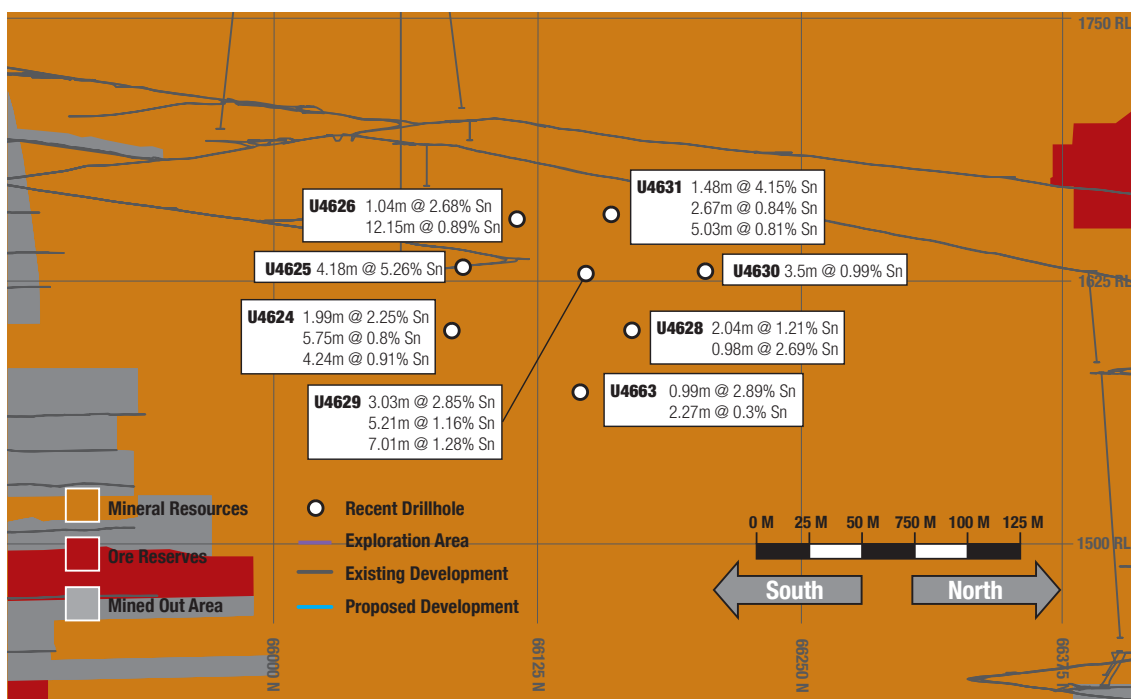 1750 RL
U4626 1.04m @ 2.68% Sn
12.15m @ 0.89% Sn
U4631 1.48m @ 4.15% Sn
2.67m @ 0.84% Sn
5.03m @ 0.81% Sn
U4625 4.18m @ 5.26% Sn
U4630 3.5m @ 0.99% Sn
1625 RL
U4624 1.99m @ 2.25% Sn
5.75m @ 0.8% Sn
4.24m @ 0.91% Sn
U4628 2.04m @ 1.21% Sn
0.98m @ 2.69% Sn
U4629 3.03m @ 2.85% Sn
5.21m @ 1.16% Sn
7.01m @ 1.28% Sn
U4663 0.99m @ 2.89% Sn
2.27m @ 0.3% Sn
Mineral Resources
Ore Reserves
Mined Out Area
Recent Drillhole
Exploration Area
Existing Development
Proposed Development
0 M 25 M 50 M 750 M 100 M 125 M
1500 RL
South
North
66000 N
66125 N
66250 N
66375 N